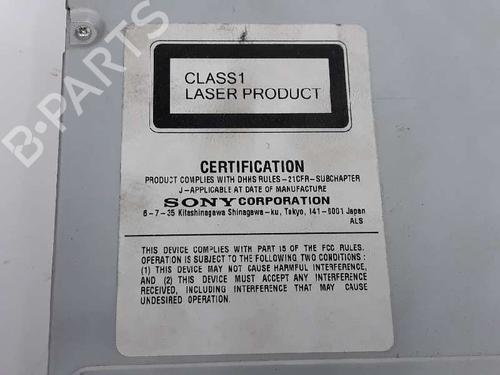 B-PARTS
CLASS1
LASER PRODUCT
CERTIFICATION
PRODUCT COMPLIES WITH DHHS RULES-21CFR-SUBCHAPTER
J-APPLICABLE AT DATE OF MANUFACTURE
SONY CORPORATION
6-7-35 Kitashinagawa Shinagawa-ku, Tokyo, 141-0001 Japan
ALS
THIS DEVICE COMPLIES WITH PART 15 OF THE FCC RULES.
OPERATION IS SUBJECT TO THE FOLLOWING TWO CONDITIONS :
(1) THIS DEVICE MAY NOT CAUSE HARMFUL INTERFERENCE,
AND (2) THIS DEVICE MUST ACCEPT ANY INTERFERENCE
RECEIVED, INCLUDING INTERFERENCE THAT MAY CAUSE
UNDESIRED OPERATION.